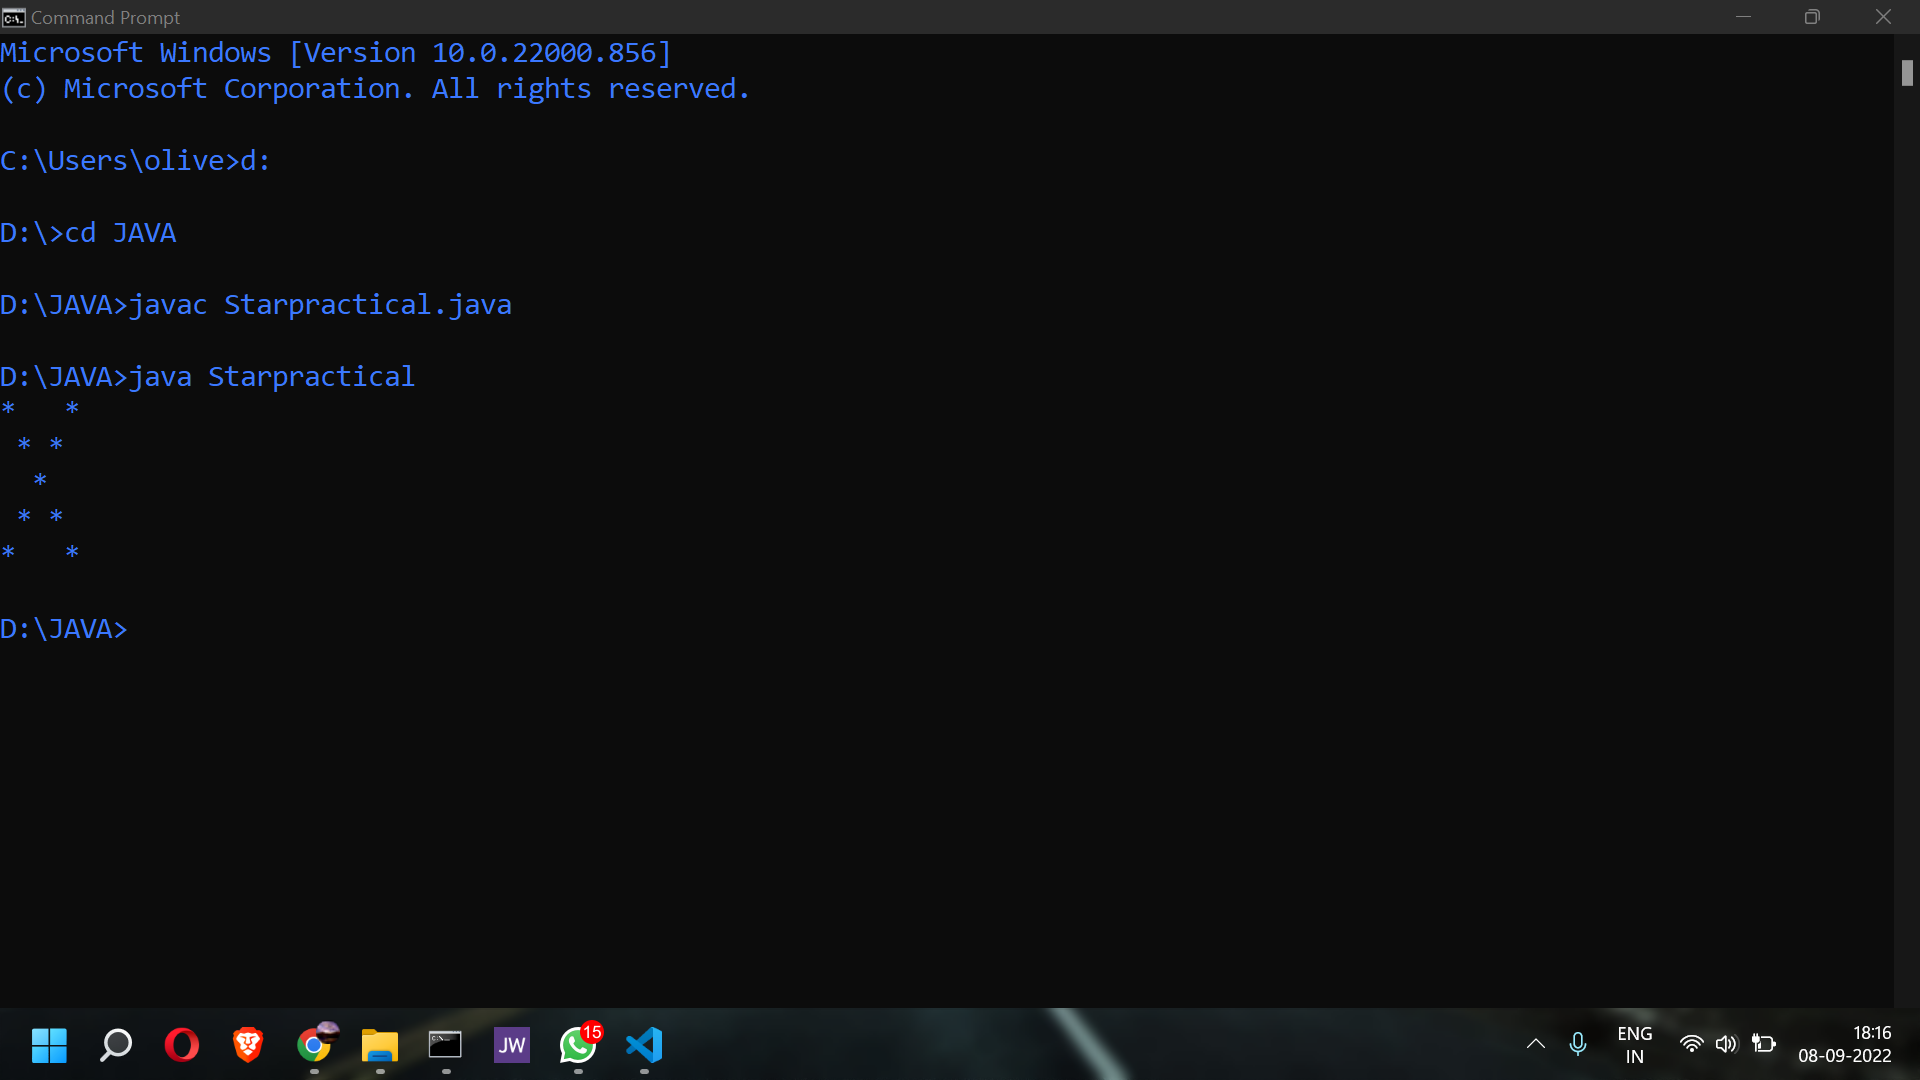 Command Prompt
Microsoft Windows [Version 10.0.22000.856]
(c) Microsoft Corporation. All rights reserved.
C:\Users\olive>d:
D:\>cd JAVA
D:\JAVA>javac Starpractical.java
D:\JAVA>java Starpractical
*   *
 * *
  *
 * *
*   *
D:\JAVA>
JW
15
ENG
IN
18:16
08-09-2022